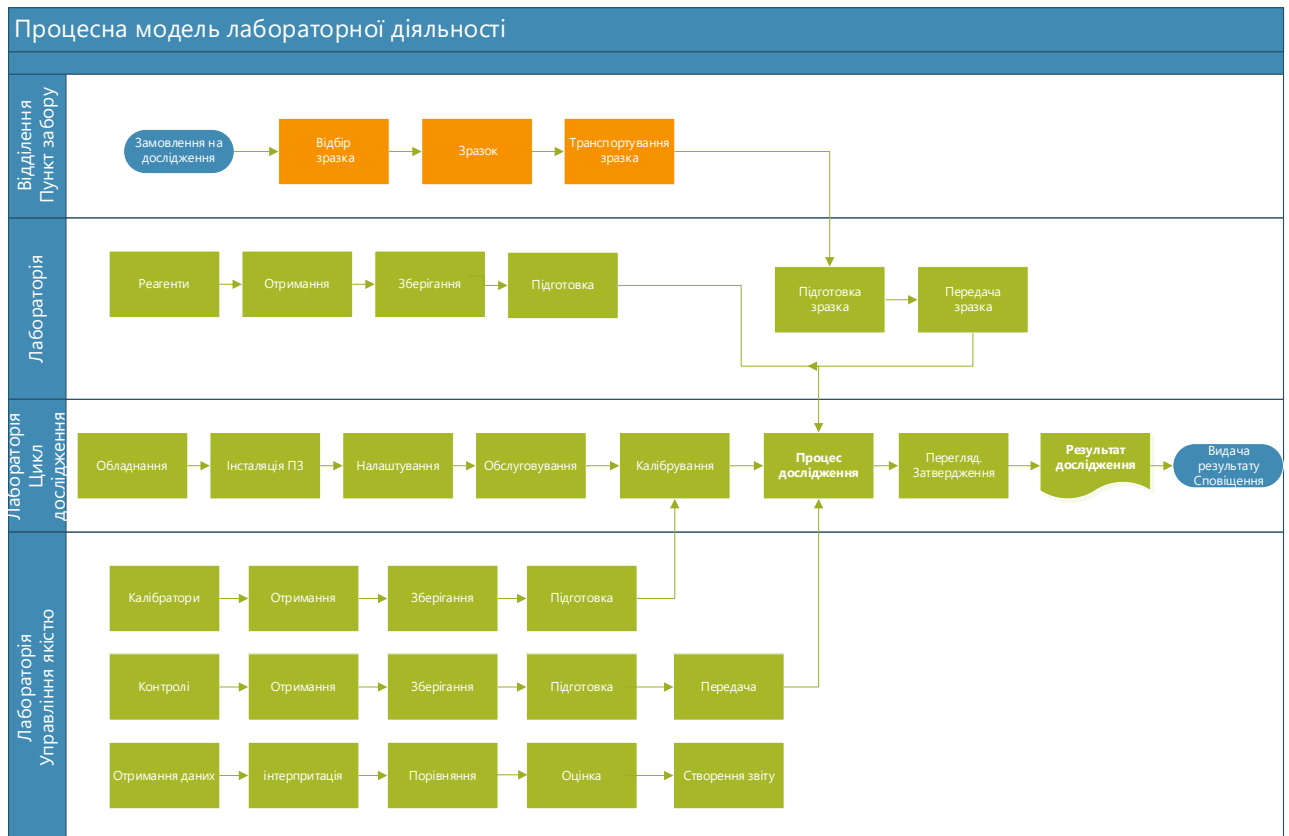 Процесна модель лабораторної діяльності
Відділення
Пункт забору
Замовлення на
дослідження
Відбір
зразка
Зразок
Транспортування
зразка
Лабораторія
Реагенти
Отримання
Зберігання
Підготовка
Підготовка
зразка
Передача
зразка
Лабораторія
Цикл
дослідження
Обладнання
Інсталяція ПЗ
Налаштування
Обслуговування
Калібрування
Процес
дослідження
Перегляд.
Затвердження
Результат
дослідження
Видача
результату
Сповіщення
Лабораторія
Управління якістю
Калібратори
Отримання
Зберігання
Підготовка
Контролі
Отримання
Зберігання
Підготовка
Передача
Отримання даних
інтерпритація
Порівняння
Оцінка
Створення звіту